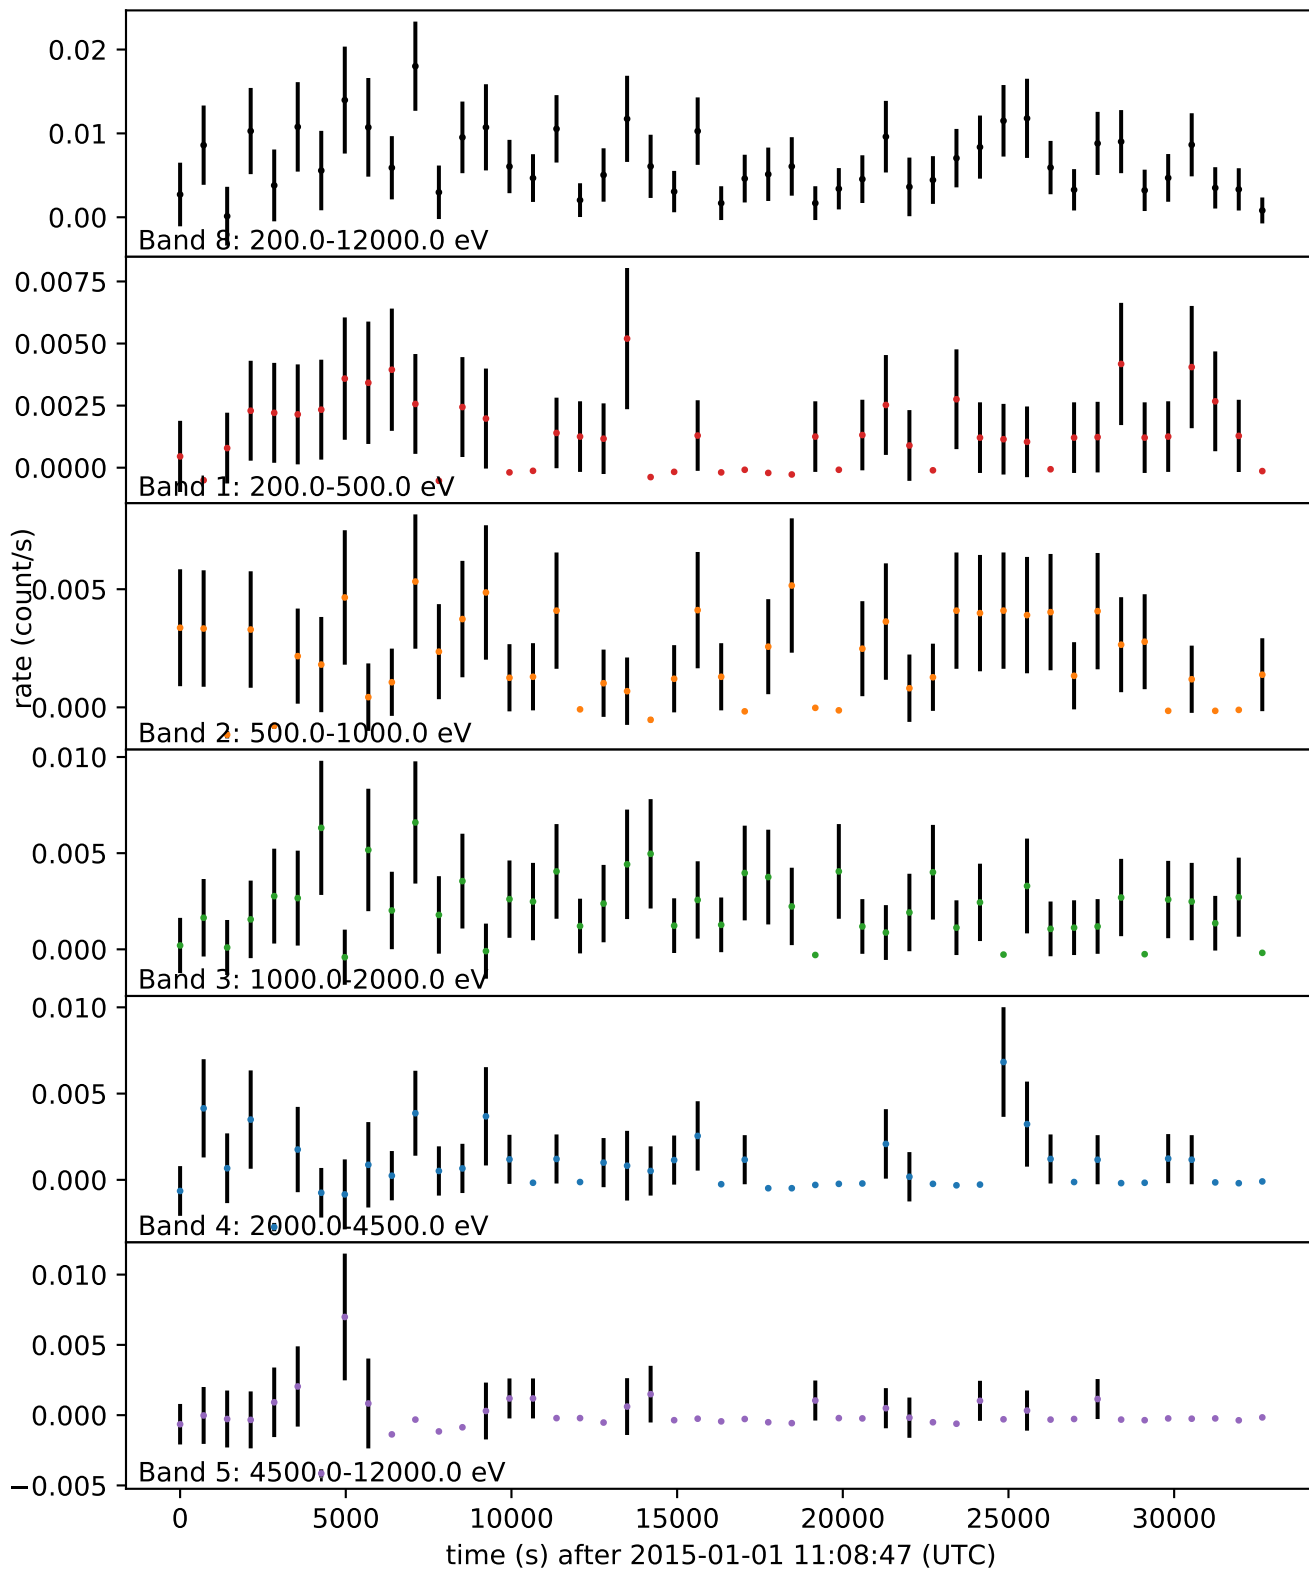 0.02
0.01
0.00
Band 8: 200.0-12000.0 eV
0.0075
0.0050
0.0025
0.0000
Band 1: 200.0-500.0 eV
rate (count/s)
0.005
0.000
Band 2: 500.0-1000.0 eV
0.010
0.005
0.000
Band 3: 1000.0-2000.0 eV
0.010
0.005
0.000
Band 4: 2000.0-4500.0 eV
0.010
0.005
0.000
−0.005
Band 5: 4500.0-12000.0 eV
0 5000 10000 15000 20000 25000 30000
time (s) after 2015-01-01 11:08:47 (UTC)